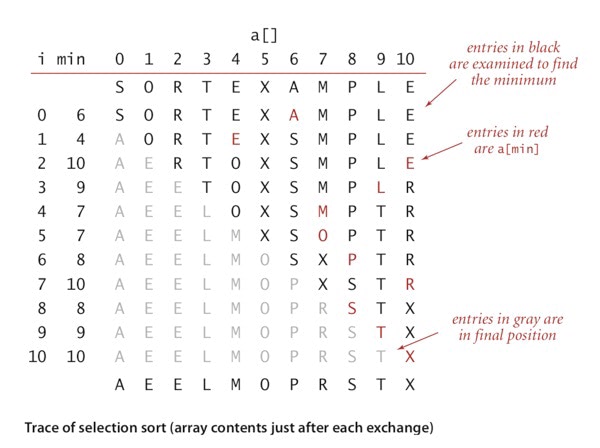 a[]
i min 0 1 2 3 4 5 6 7 8 9 10
S O R T E X A M P L E
0 6 S O R T E X A M P L E
1 4 A O R T E X S M P L E
2 10 A E R T O X S M P L E
3 9 A E E T O X S M P L R
4 7 A E E L O X S M P T R
5 7 A E E L M X S O P T R
6 8 A E E L M O S X P T R
7 10 A E E L M O P X S T R
8 8 A E E L M O P R S T X
9 9 A E E L M O P R S T X
10 10 A E E L M O P R S T X
A E E L M O P R S T X
entries in black
are examined to find
the minimum
entries in red
are a[min]
entries in gray are
in final position
Trace of selection sort (array contents just after each exchange)